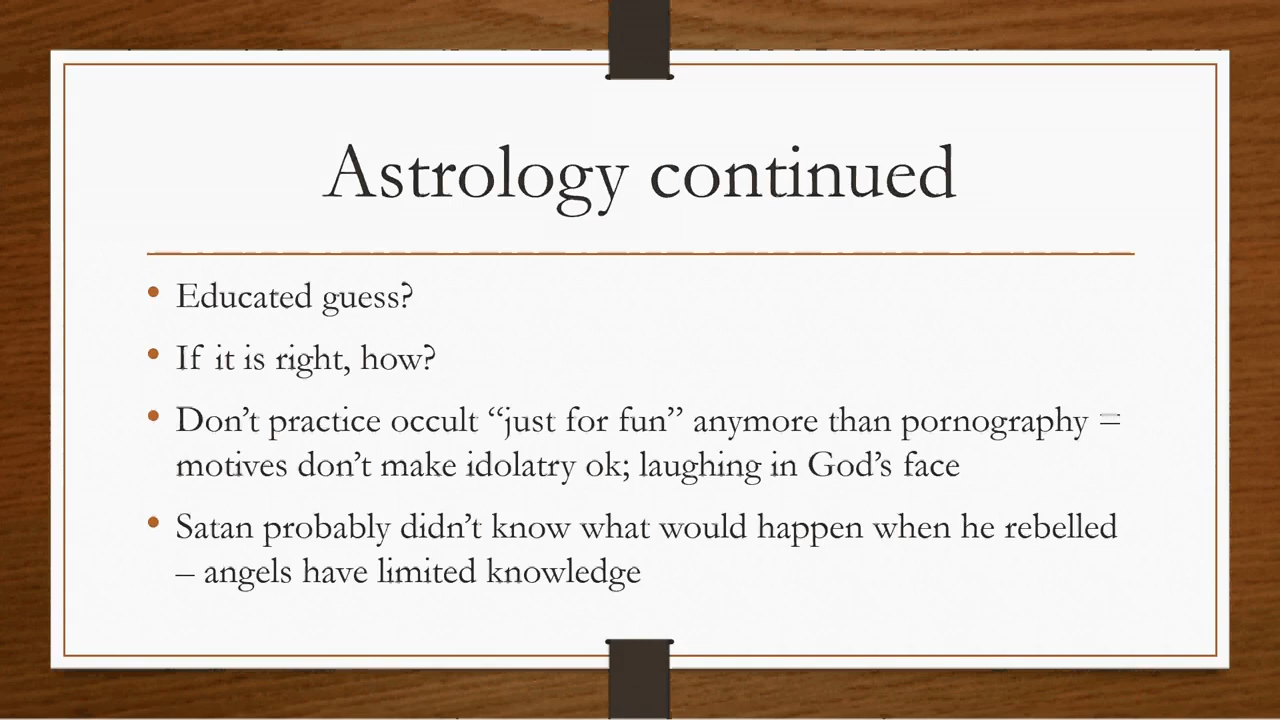 Astrology continued
• Educated guess?
• If it is right, how?
• Don’t practice occult “just for fun” anymore than pornography =
motives don’t make idolatry ok; laughing in God’s face
• Satan probably didn’t know what would happen when he rebelled
– angels have limited knowledge